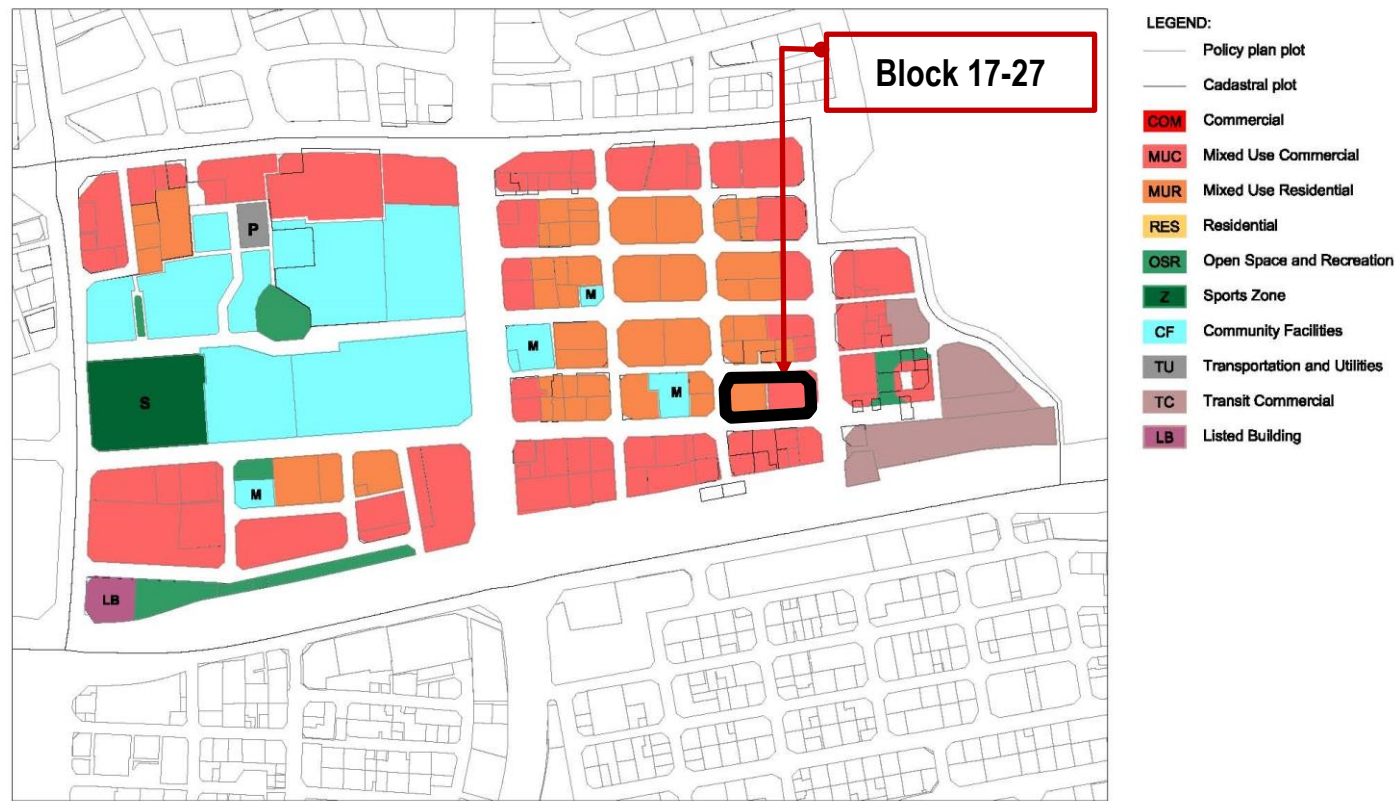 Block 17-27
P
M
M
S
M
M
LB
LEGEND:
Policy plan plot
Cadastral plot
COM Commercial
MUC Mixed Use Commercial
MUR Mixed Use Residential
RES Residential
OSR Open Space and Recreation
Z Sports Zone
CF Community Facilities
TU Transportation and Utilities
TC Transit Commercial
LB Listed Building